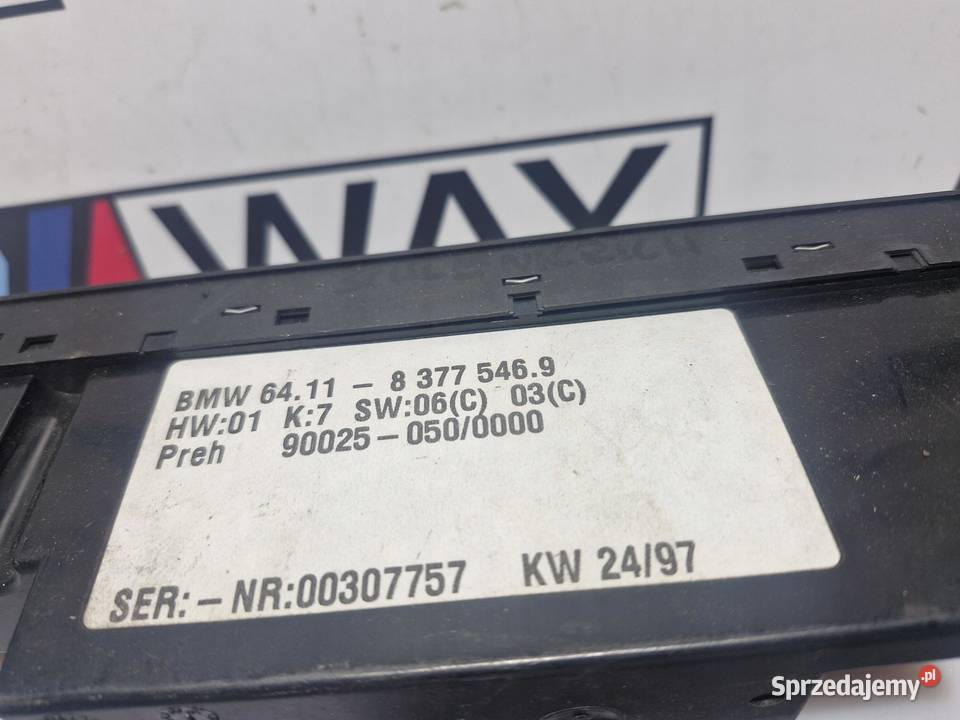 WAY
BMW 64.11 – 8 377 546.9
HW:01 K:7 SW:06(C) 03(C)
Preh 90025–050/0000
SER:–NR:00307757 KW 24/97
Sprzedajemy.pl